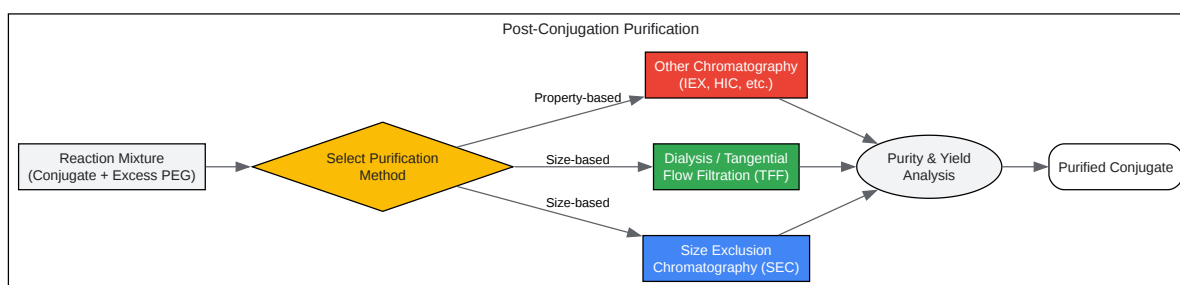 Post-Conjugation Purification
Reaction Mixture
(Conjugate + Excess PEG)
Select Purification
Method
Property-based
Size-based
Size-based
Other Chromatography
(IEX, HIC, etc.)
Dialysis / Tangential
Flow Filtration (TFF)
Size Exclusion
Chromatography (SEC)
Purity & Yield
Analysis
Purified Conjugate